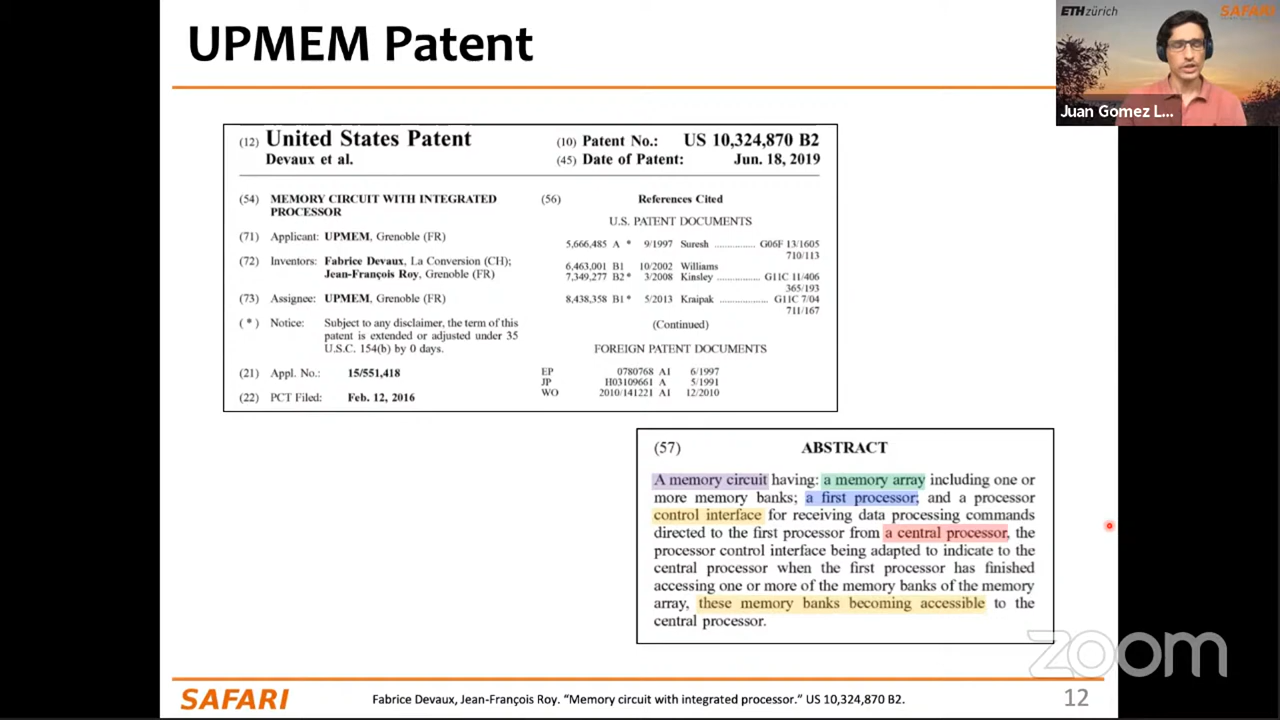 UPMEM Patent
ETH zürich
SAFARI
Juan Gomez L...
(12) United States Patent
Devaux et al.
(10) Patent No.: US 10,324,870 B2
(45) Date of Patent: Jun. 18, 2019
(54) MEMORY CIRCUIT WITH INTEGRATED
PROCESSOR
(71) Applicant: UPMEM, Grenoble (FR)
(72) Inventors: Fabrice Devaux, La Conversion (CH);
Jean-François Roy, Grenoble (FR)
(73) Assignee: UPMEM, Grenoble (FR)
( * ) Notice: Subject to any disclaimer, the term of this
patent is extended or adjusted under 35
U.S.C. 154(b) by 0 days.
(21) Appl. No.: 15/551,418
(22) PCT Filed: Feb. 12, 2016
(56) References Cited
U.S. PATENT DOCUMENTS
5,666,485 A * 9/1997 Suresh .............. G06F 13/1605
710/113
6,463,001 B1 10/2002 Williams
7,349,277 B2 * 3/2008 Kinsley ............... G11C 11/406
365/193
8,438,358 B1 * 5/2013 Kraipak ................. G11C 7/04
711/167
(Continued)
FOREIGN PATENT DOCUMENTS
EP 0780768 A1 6/1997
JP H03109661 A 5/1991
WO 2010/141221 A1 12/2010
(57) ABSTRACT
A memory circuit having: a memory array including one or
more memory banks; a first processor; and a processor
control interface for receiving data processing commands
directed to the first processor from a central processor, the
processor control interface being adapted to indicate to the
central processor when the first processor has finished
accessing one or more of the memory banks of the memory
array, these memory banks becoming accessible to the
central processor.
zoom
SAFARI
Fabrice Devaux, Jean-François Roy. “Memory circuit with integrated processor.” US 10,324,870 B2.
12